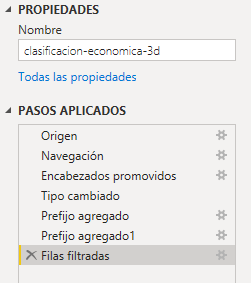 PROPIEDADES
Nombre
clasificacion-economica-3d
Todas las propiedades
PASOS APLICADOS
Origen
Navegación
Encabezados promovidos
Tipo cambiado
Prefijo agregado
Prefijo agregado1
Filas filtradas